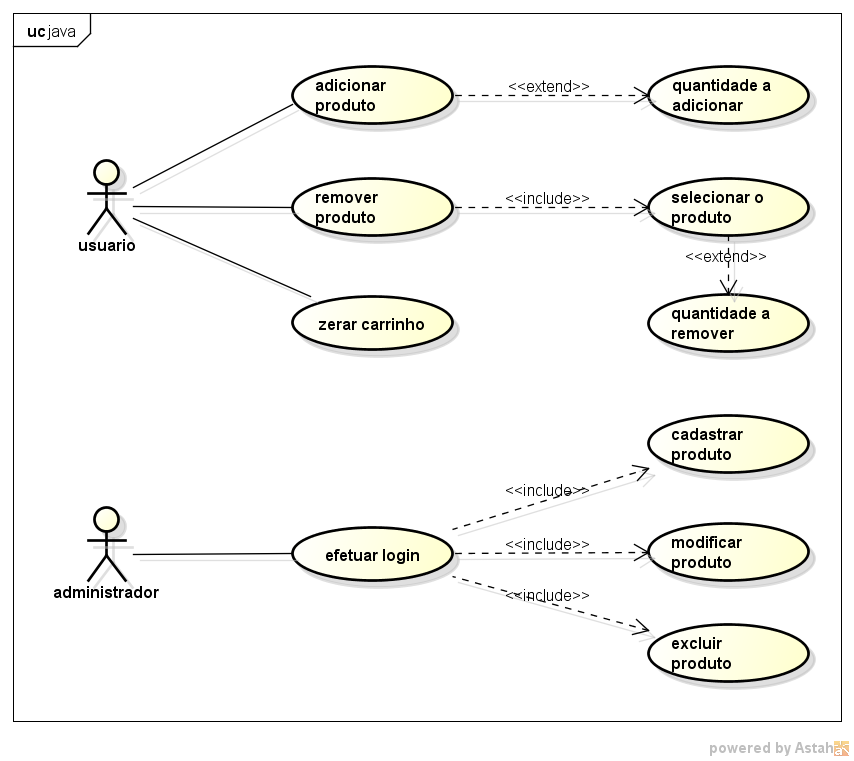 uc java
adicionar
produto
<<extend>>
quantidade a
adicionar
remover
produto
<<include>>
selecionar o
produto
usuario
<<extend>>
zerar carrinho
quantidade a
remover
cadastrar
produto
<<include>>
administrador
efetuar login
<<include>>
modificar
produto
<<include>>
excluir
produto
powered by Astah